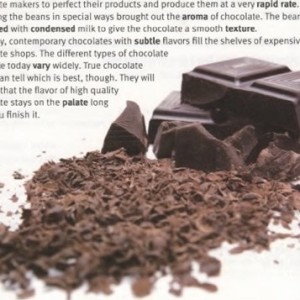 te makers to perfect their products and produce them at a very rapid rate.
ng the beans in special ways brought out the aroma of chocolate. The bean
ed with condensed milk to give the chocolate a smooth texture.
y, contemporary chocolates with subtle flavors fill the shelves of expensiv
te shops. The different types of chocolate
e today vary widely. True chocolate
an tell which is best, though. They will
that the flavor of high quality
te stays on the palate long
u finish it.